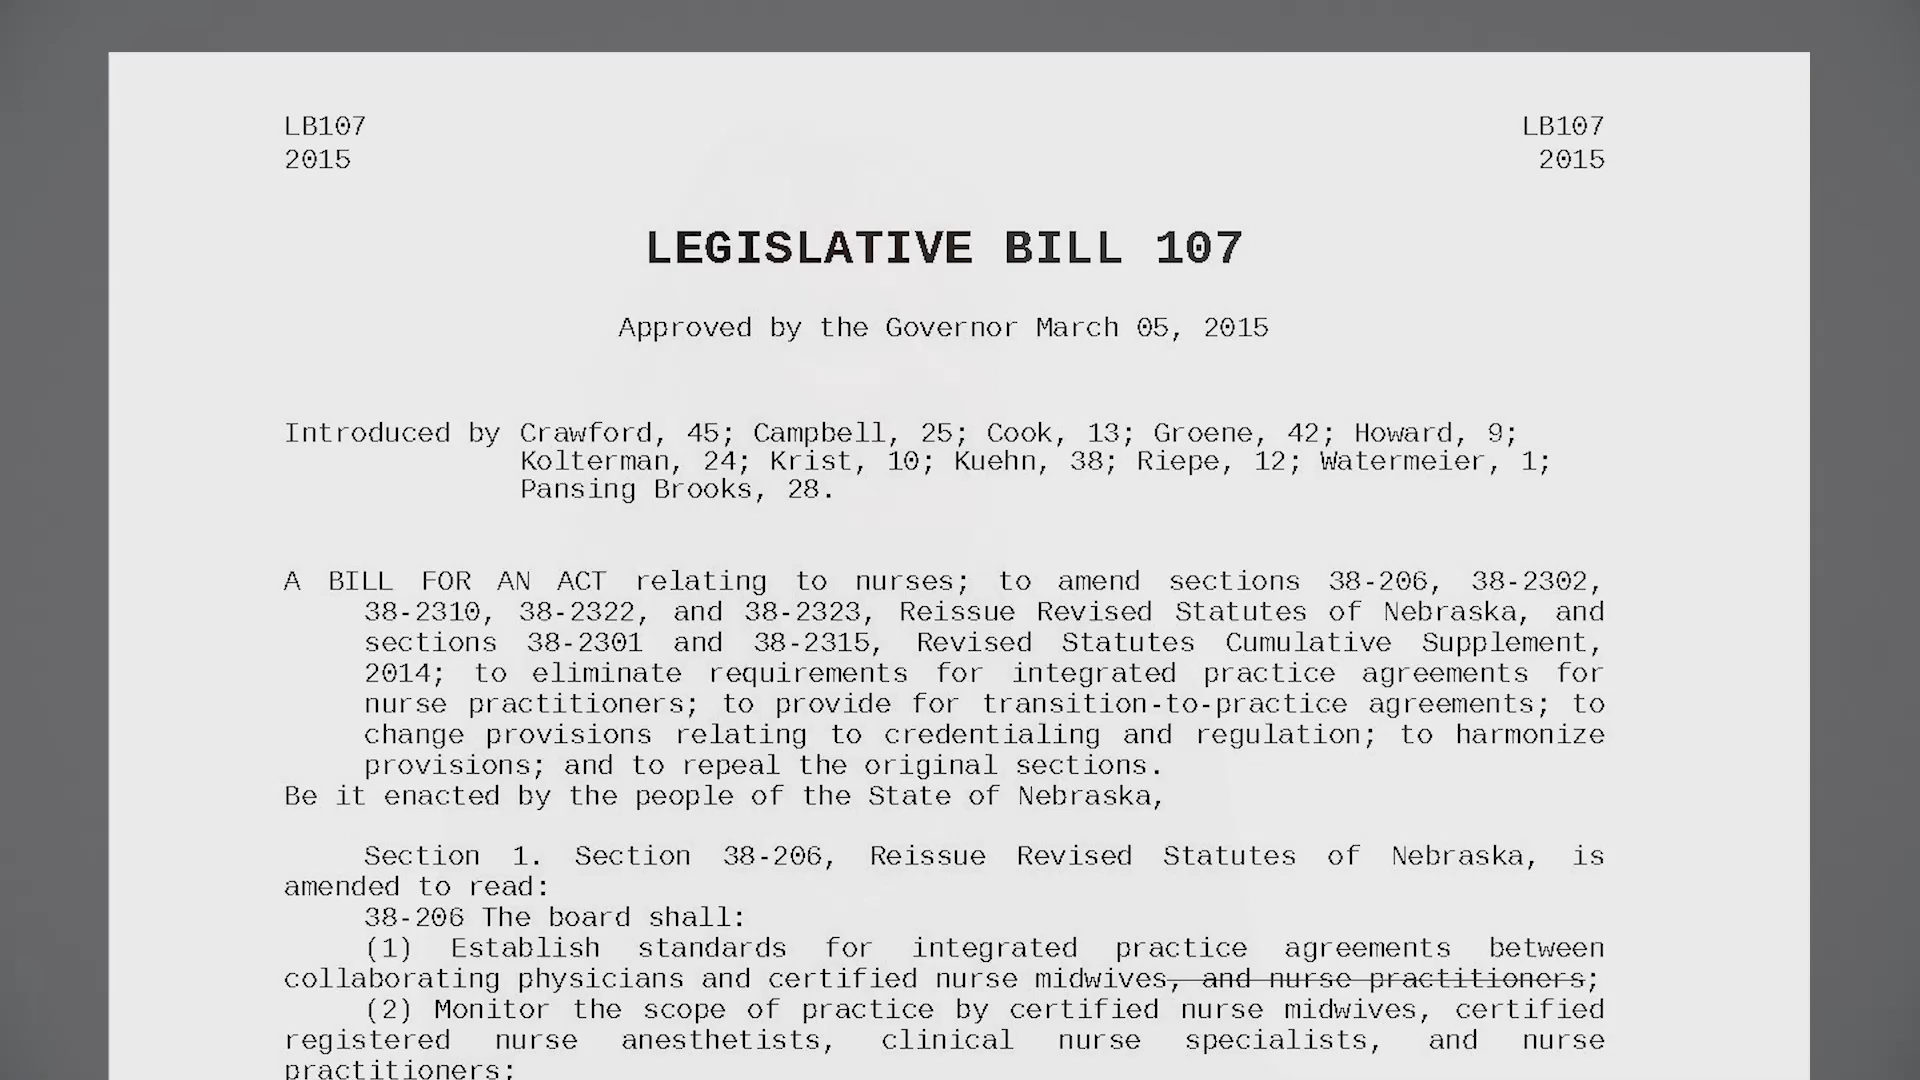 LB107 LB107
2015 2015
LEGISLATIVE BILL 107
Approved by the Governor March 05, 2015
Introduced by Crawford, 45; Campbell, 25; Cook, 13; Groene, 42; Howard, 9;
Kolterman, 24; Krist, 10; Kuehn, 38; Riepe, 12; Watermeier, 1;
Pansing Brooks, 28.
A BILL FOR AN ACT relating to nurses; to amend sections 38-206, 38-2302,
38-2310, 38-2322, and 38-2323, Reissue Revised Statutes of Nebraska, and
sections 38-2301 and 38-2315, Revised Statutes Cumulative Supplement,
2014; to eliminate requirements for integrated practice agreements for
nurse practitioners; to provide for transition-to-practice agreements; to
change provisions relating to credentialing and regulation; to harmonize
provisions; and to repeal the original sections.
Be it enacted by the people of the State of Nebraska,
Section 1. Section 38-206, Reissue Revised Statutes of Nebraska, is
amended to read:
38-206 The board shall:
(1) Establish standards for integrated practice agreements between
collaborating physicians and certified nurse midwives, and nurse practitioners;
(2) Monitor the scope of practice by certified nurse midwives, certified
registered nurse anesthetists, clinical nurse specialists, and nurse
practitioners;